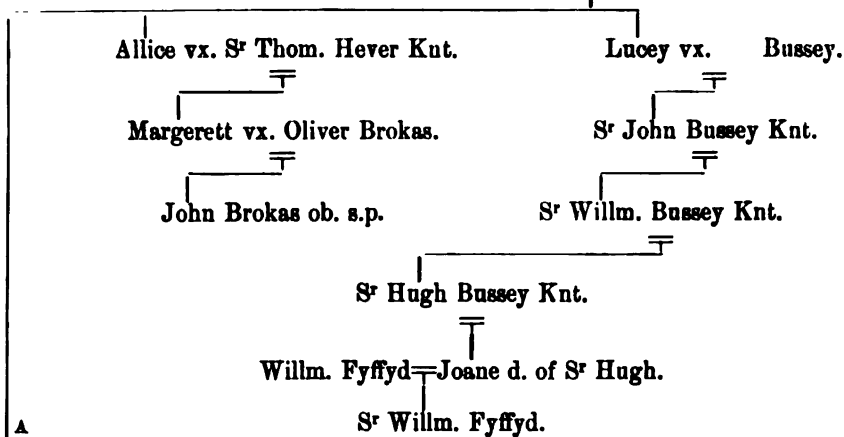 Allice vx. Sʳ Thom. Hever Knt. Lucey vx. Bussey.
Margerett vx. Oliver Brokas. Sʳ John Bussey Knt.
John Brokas ob. s.p. Sʳ Willm. Bussey Knt.
Sʳ Hugh Bussey Knt.
Willm. Fyffyd Joane d. of Sʳ Hugh.
A Sʳ Willm. Fyffyd.